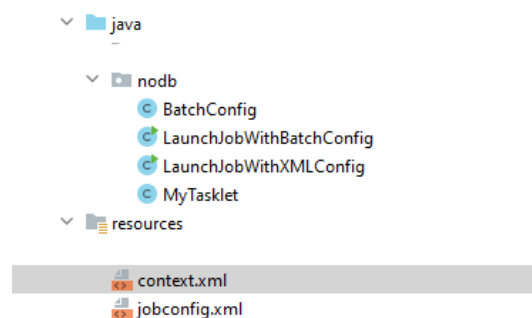 java
nodb
BatchConfig
LaunchJobWithBatchConfig
LaunchJobWithXMLConfig
MyTasklet
resources
context.xml
jobconfig.xml